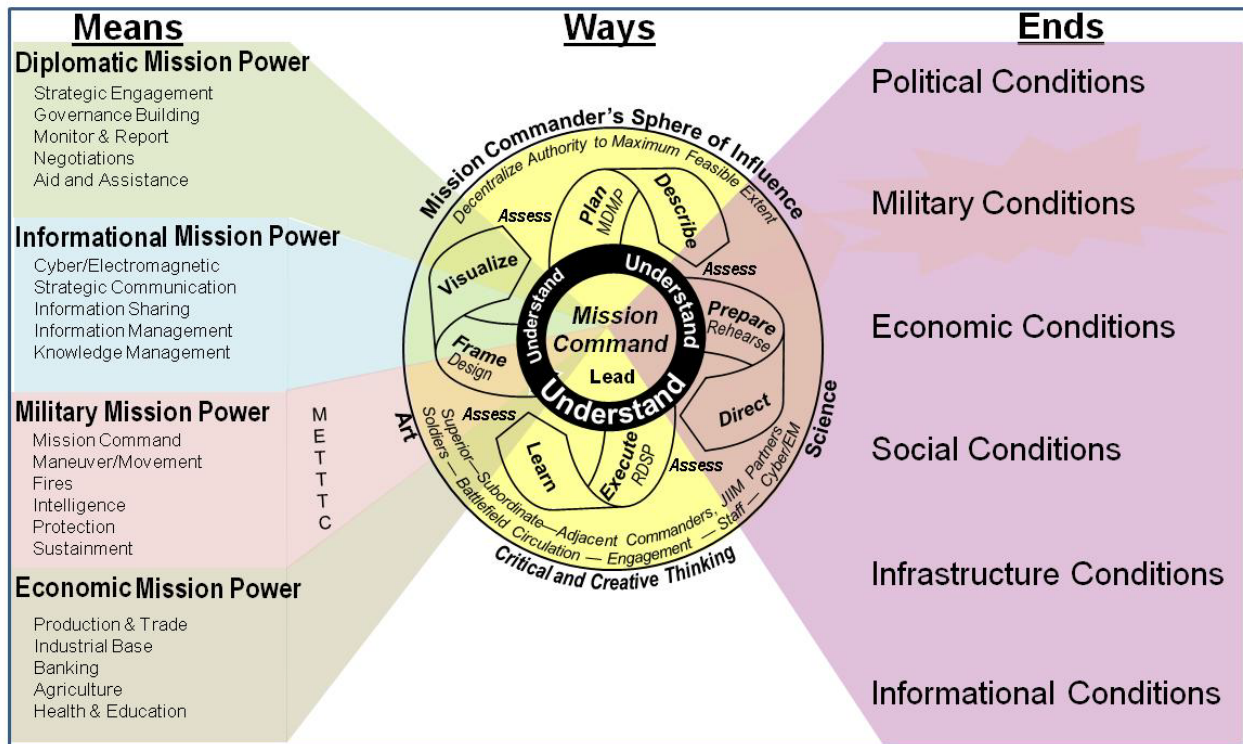 Means
Ways
Ends
Diplomatic Mission Power
Strategic Engagement
Governance Building
Monitor & Report
Negotiations
Aid and Assistance
Informational Mission Power
Cyber/Electromagnetic
Strategic Communication
Information Sharing
Information Management
Knowledge Management
Military Mission Power
Mission Command
Maneuver/Movement
Fires
Intelligence
Protection
Sustainment
M
E
T
T
T
C
Economic Mission Power
Production & Trade
Industrial Base
Banking
Agriculture
Health & Education
Mission Commander's Sphere of Influence
Decentralize Authority to Maximum Feasible Extent
Assess
Plan
MDMP
Describe
Assess
Visualize
Understand
Understand
Mission
Command
Lead
Understand
Prepare
Rehearse
Frame
Design
Direct
Assess
Learn
Execute
RDSP
Assess
Art
Science
Superior—Subordinate—Adjacent Commanders, JIIM Partners
Soldiers — Battlefield Circulation — Engagement — Staff — Cyber/EM
Critical and Creative Thinking
Political Conditions
Military Conditions
Economic Conditions
Social Conditions
Infrastructure Conditions
Informational Conditions